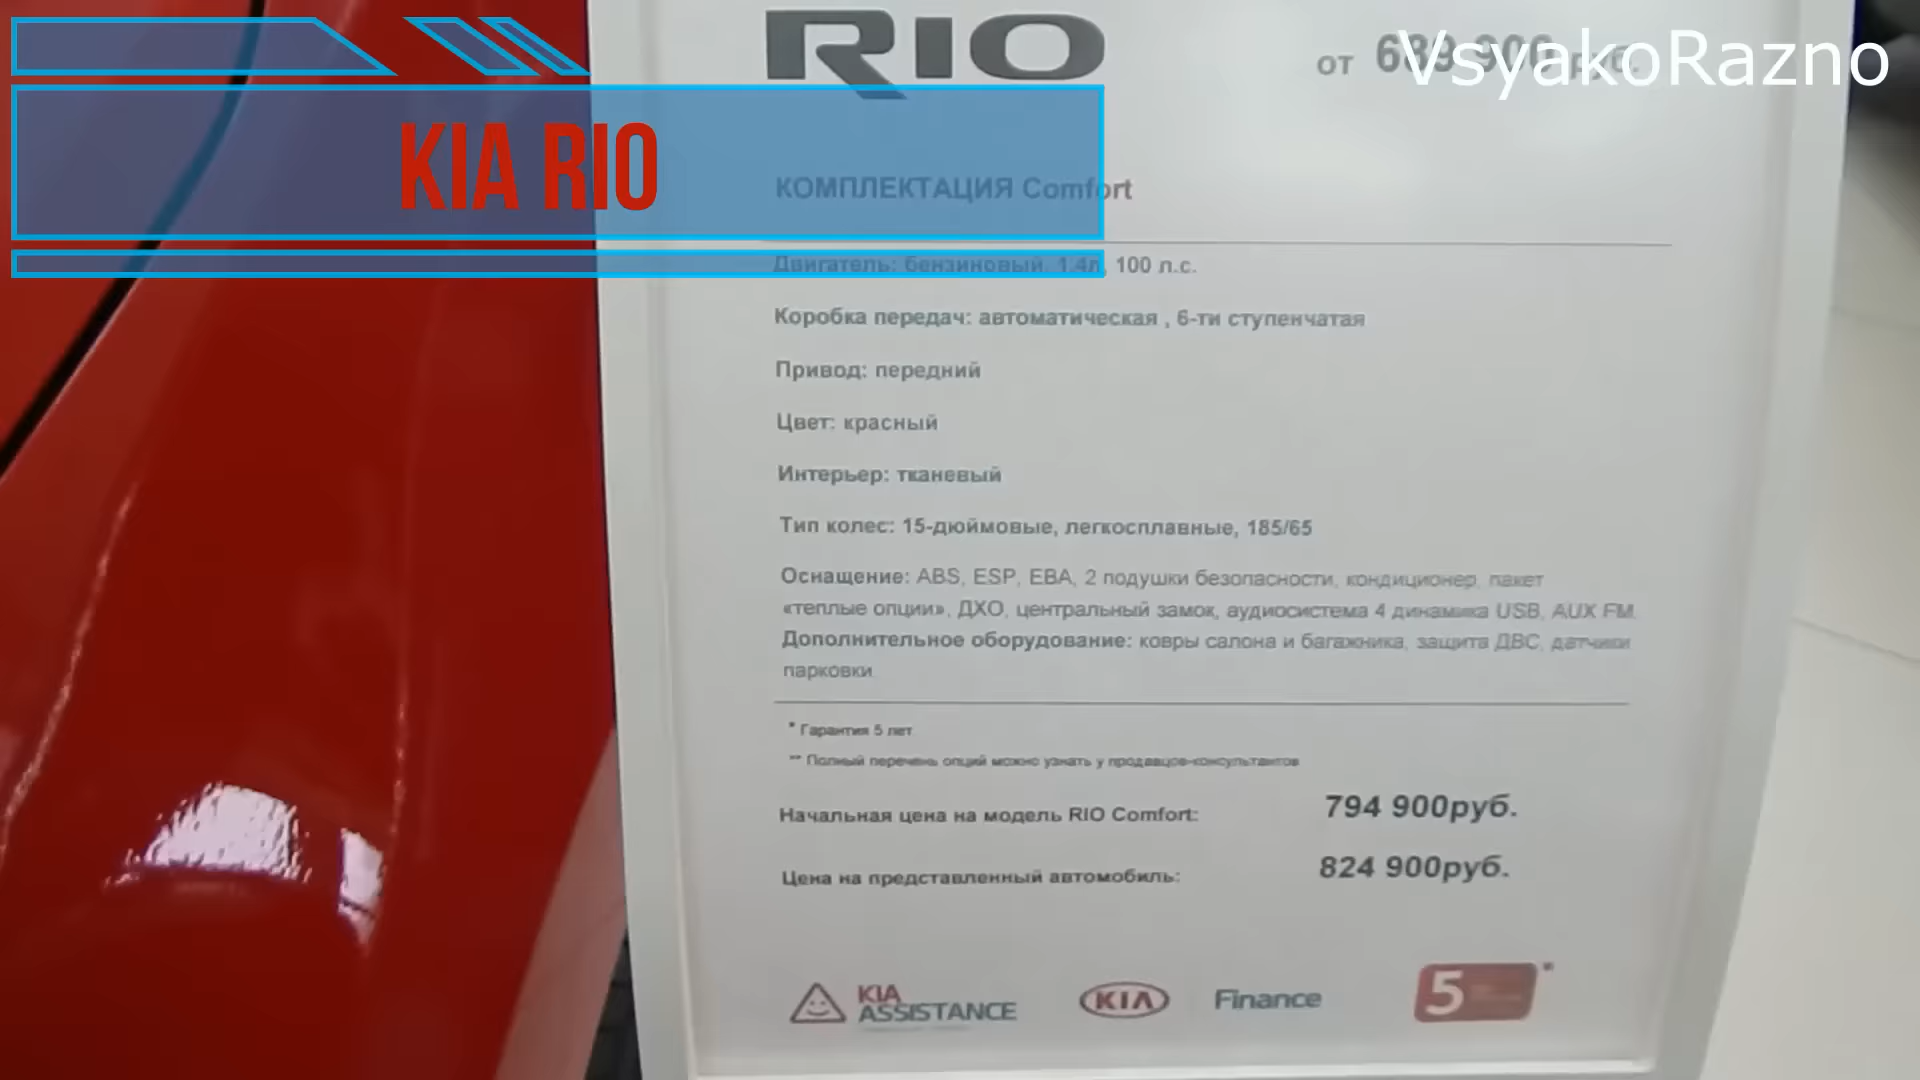 RIO
от 689 900 руб.
VsyakoRazno
KIA RIO
КОМПЛЕКТАЦИЯ Comfort
Двигатель: бензиновый, 1.4л, 100 л.с.
Коробка передач: автоматическая , 6-ти ступенчатая
Привод: передний
Цвет: красный
Интерьер: тканевый
Тип колес: 15-дюймовые, легкосплавные, 185/65
Оснащение: ABS, ESP, EBA, 2 подушки безопасности, кондиционер, пакет
«теплые опции», ДХО, центральный замок, аудиосистема 4 динамика USB, AUX FM.
Дополнительное оборудование: ковры салона и багажника, защита ДВС, датчики
парковки
* Гарантия 5 лет
** Полный перечень опций можно узнать у продавцов-консультантов
Начальная цена на модель RIO Comfort: 794 900руб.
Цена на представленный автомобиль: 824 900руб.
KIA
ASSISTANCE
KIA Finance
5